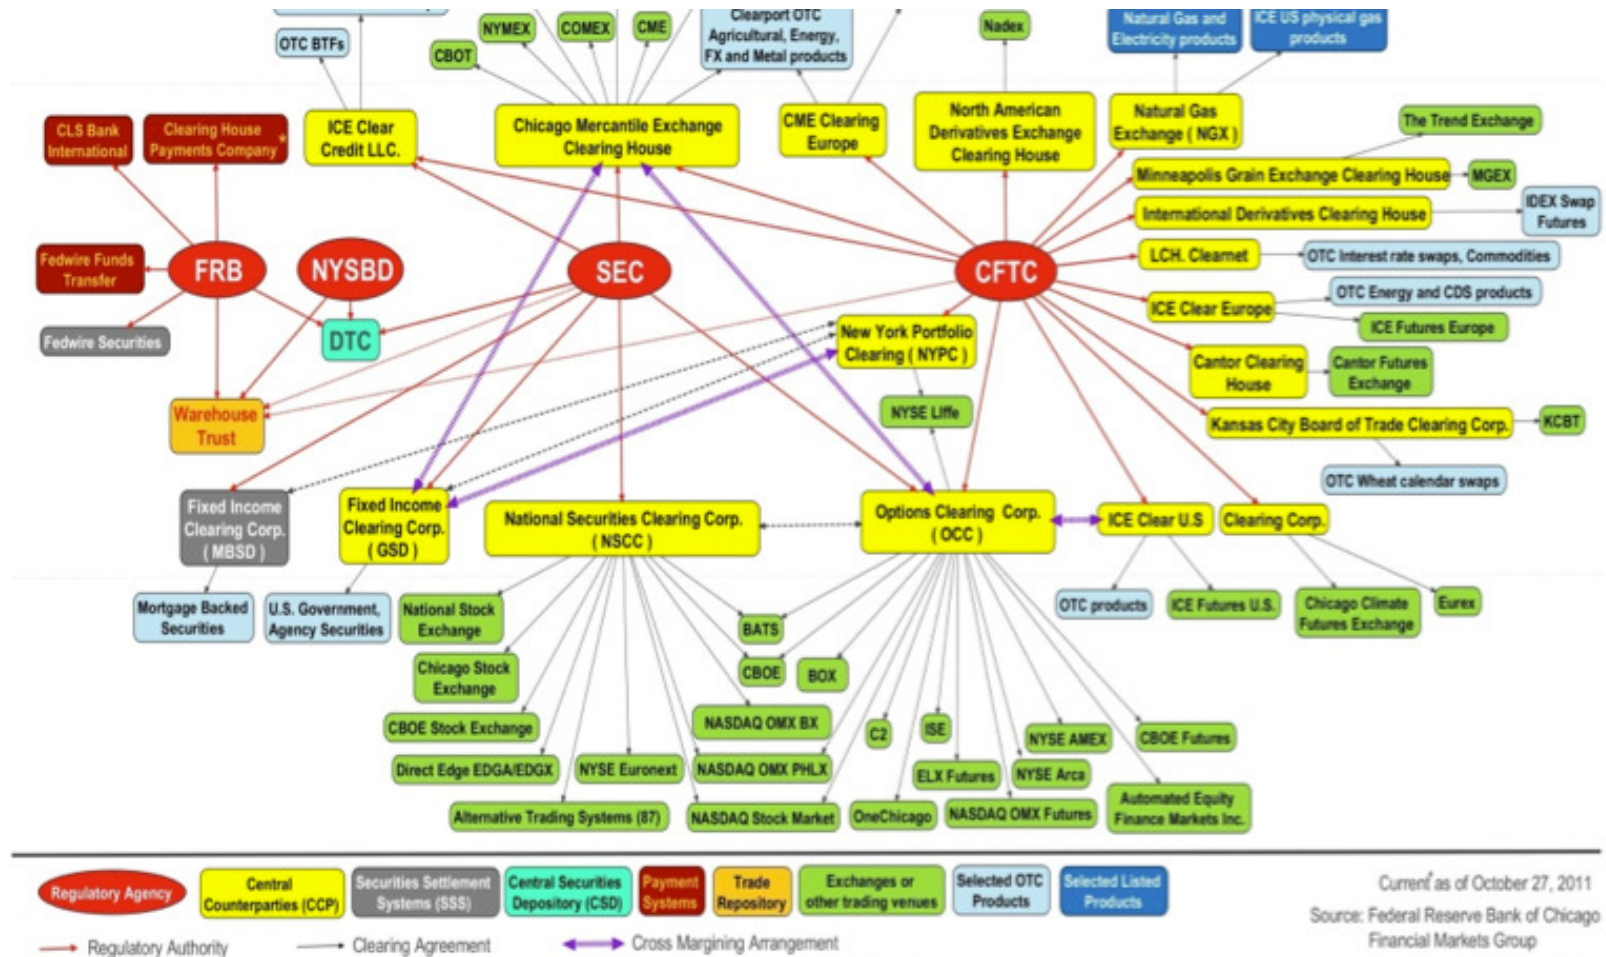 Clearport OTC
Agricultural, Energy,
FX and Metal products
NYMEX
COMEX
CME
Nadex
Natural Gas and
Electricity products
ICE US physical gas
products
OTC BTFs
CBOT
CLS Bank
International
Clearing House
Payments Company *
ICE Clear
Credit LLC.
Chicago Mercantile Exchange
Clearing House
CME Clearing
Europe
North American
Derivatives Exchange
Clearing House
Natural Gas
Exchange ( NGX )
The Trend Exchange
Minneapolis Grain Exchange Clearing House
MGEX
International Derivatives Clearing House
IDEX Swap
Futures
Fedwire Funds
Transfer
FRB
NYSBD
SEC
CFTC
LCH. Clearnet
OTC Interest rate swaps, Commodities
OTC Energy and CDS products
ICE Clear Europe
ICE Futures Europe
Fedwire Securities
DTC
New York Portfolio
Clearing ( NYPC )
Cantor Clearing
House
Cantor Futures
Exchange
Warehouse
Trust
NYSE Liffe
Kansas City Board of Trade Clearing Corp.
KCBT
OTC Wheat calendar swaps
Fixed Income
Clearing Corp.
( MBSD )
Fixed Income
Clearing Corp.
( GSD )
National Securities Clearing Corp.
( NSCC )
Options Clearing Corp.
( OCC )
ICE Clear U.S
Clearing Corp.
Mortgage Backed
Securities
U.S. Government,
Agency Securities
National Stock
Exchange
BATS
OTC products
ICE Futures U.S.
Chicago Climate
Futures Exchange
Eurex
Chicago Stock
Exchange
CBOE
BOX
CBOE Stock Exchange
NASDAQ OMX BX
C2
ISE
NYSE AMEX
CBOE Futures
Direct Edge EDGA/EDGX
NYSE Euronext
NASDAQ OMX PHLX
ELX Futures
NYSE Arca
Alternative Trading Systems (87)
NASDAQ Stock Market
OneChicago
NASDAQ OMX Futures
Automated Equity
Finance Markets Inc.
Regulatory Agency
Central
Counterparties (CCP)
Securities Settlement
Systems (SSS)
Central Securities
Depository (CSD)
Payment
Systems
Trade
Repository
Exchanges or
other trading venues
Selected OTC
Products
Selected Listed
Products
Current as of October 27, 2011
Source: Federal Reserve Bank of Chicago
Financial Markets Group
Regulatory Authority
Clearing Agreement
Cross Margining Arrangement